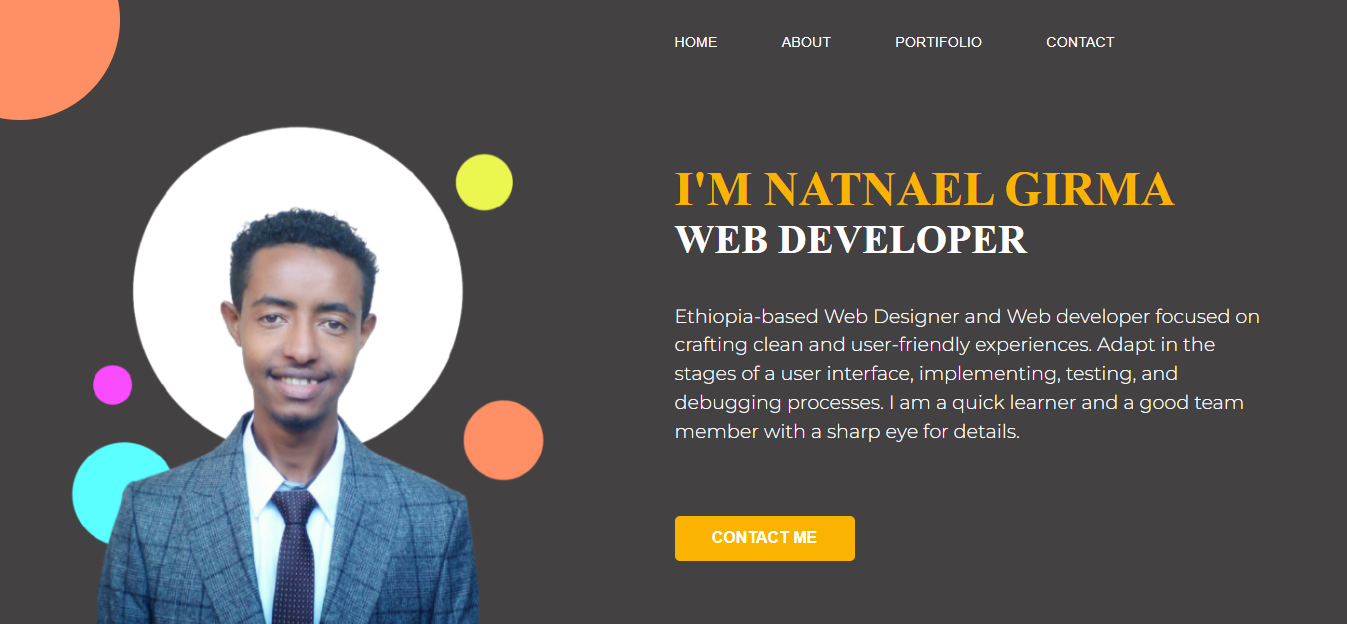 HOME ABOUT PORTIFOLIO CONTACT
I'M NATNAEL GIRMA
WEB DEVELOPER
Ethiopia-based Web Designer and Web developer focused on
crafting clean and user-friendly experiences. Adapt in the
stages of a user interface, implementing, testing, and
debugging processes. I am a quick learner and a good team
member with a sharp eye for details.
CONTACT ME